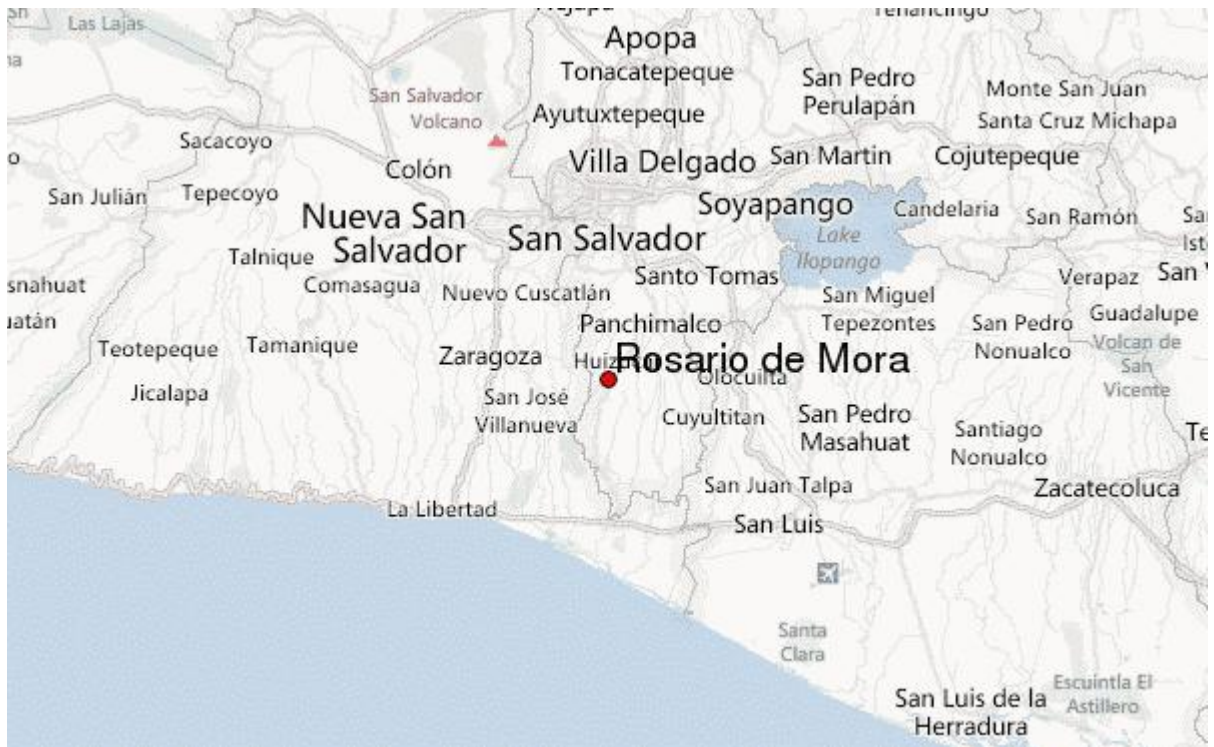 Las Lajas
Apopa
Tonacatepeque
San Pedro
Perulapán
Monte San Juan
San Salvador
Volcano
Ayutuxtepeque
Santa Cruz Michapa
Sacacoyo
Colón
Villa Delgado
San Martin
Cojutepeque
San Julián
Tepecoyo
Nueva San
Salvador
Soyapango
Candelaria
San Ramón
San Salvador
Lake
Ilopango
Talnique
Comasagua
Santo Tomas
Verapaz
Nuevo Cuscatlán
San Miguel
Tepezontes
Guadalupe
Panchimalco
San Pedro
Nonualco
Volcan de
San
Vicente
Teotepeque
Tamanique
Zaragoza
Rosario de Mora
Olocuilta
Jicalapa
San José
Villanueva
Cuyultitan
San Pedro
Masahuat
Santiago
Nonualco
San Juan Talpa
Zacatecoluca
La Libertad
San Luis
Santa
Clara
Escuintla El
Astillero
San Luis de la
Herradura